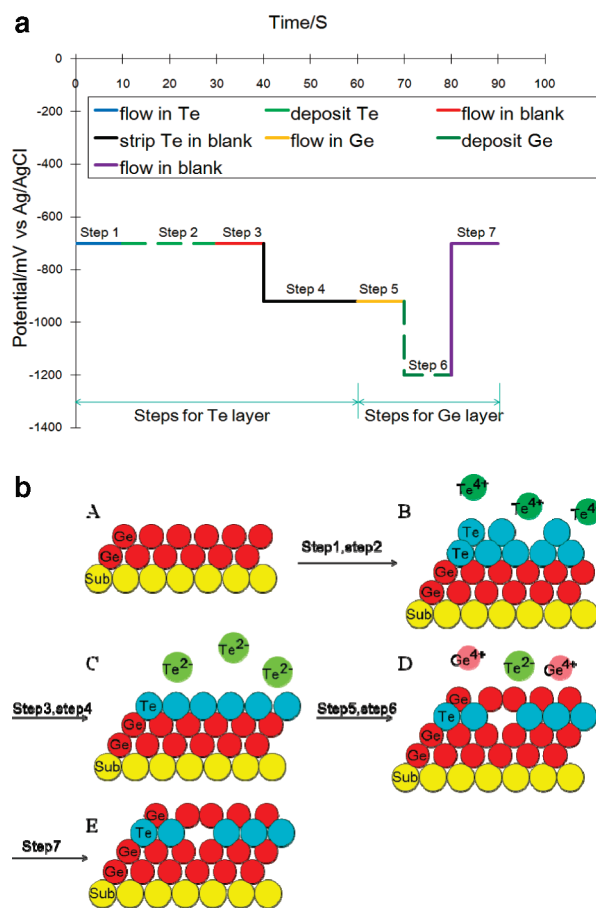 a
Time/S
0 10 20 30 40 50 60 70 80 90 100
0
-200
-400
-600
-800
-1000
-1200
-1400
Potential/mV vs Ag/AgCl
flow in Te deposit Te flow in blank
strip Te in blank flow in Ge deposit Ge
flow in blank
Step 1 Step 2 Step 3 Step 7
Step 4 Step 5
Step 6
Steps for Te layer Steps for Ge layer
b
Te4+ Te4+ Te4
A B
Ge Ge Sub
Step1,step2
Te Te Ge Ge Sub
C D
Te2- Te2- Te2-
Ge4+ Te2- Ge4+
Step3,step4
Te Ge Ge Sub
Step5,step6
Ge Te Ge Ge Sub
E
Step7
Ge Te Ge Ge Sub